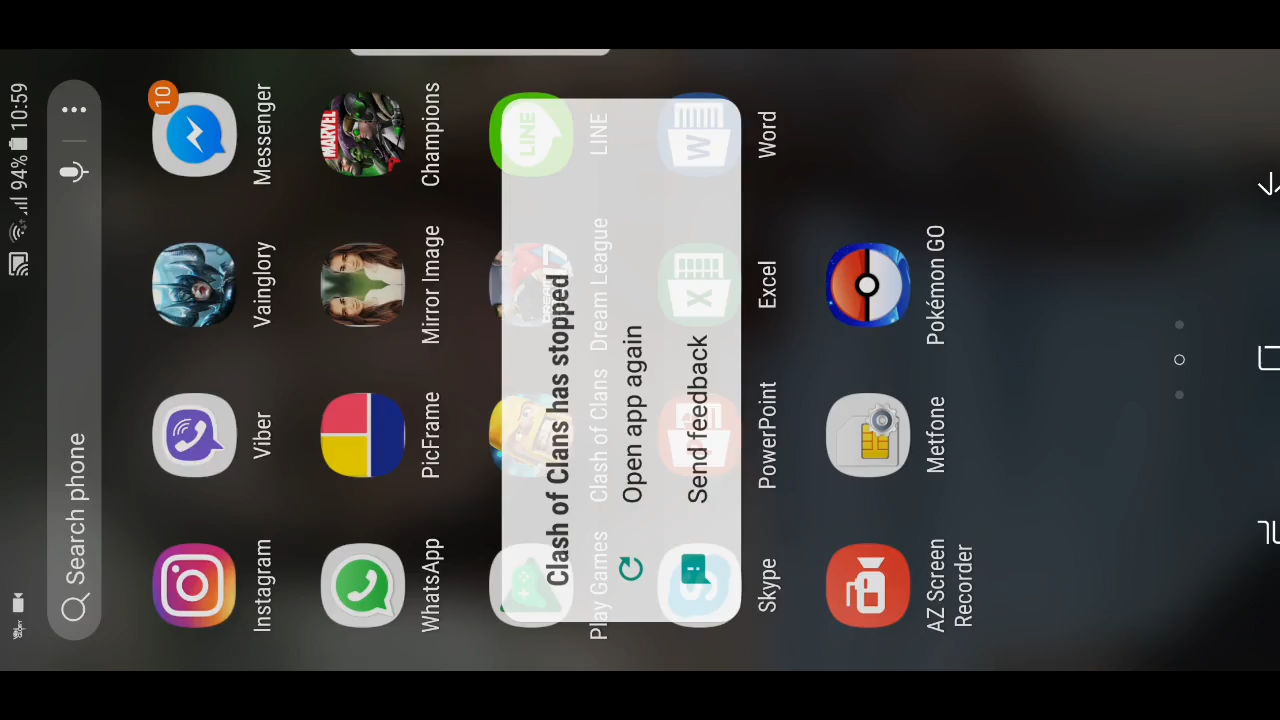 94% 10:59
Search phone
10
Instagram
Viber
Vainglory
Messenger
MARVEL
WhatsApp
PicFrame
Mirror Image
Champions
LINE
Play Games
Clash of Clans
Dream League
LINE
Clash of Clans has stopped
Open app again
Send feedback
X
W
Skype
PowerPoint
Excel
Word
AZ Screen
Recorder
Metfone
Pokémon GO